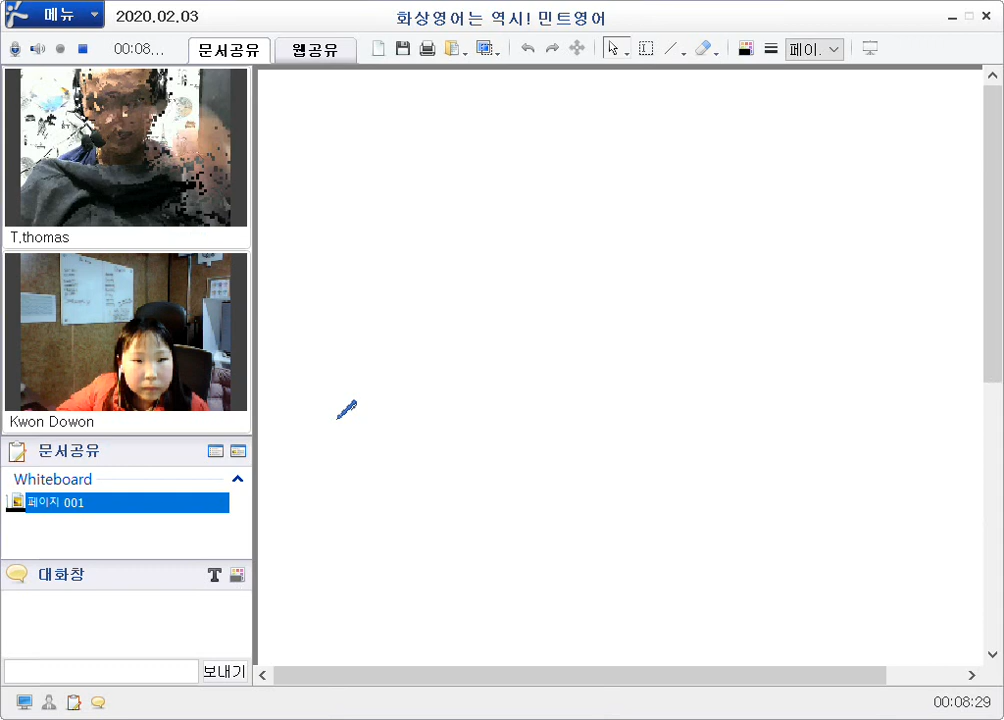 메뉴
2020.02.03
화상영어는 역시! 민트영어
00:08...
문서공유
웹공유
페이.
T.thomas
Kwon Dowon
문서공유
Whiteboard
페이지 001
대화창
보내기
00:08:29